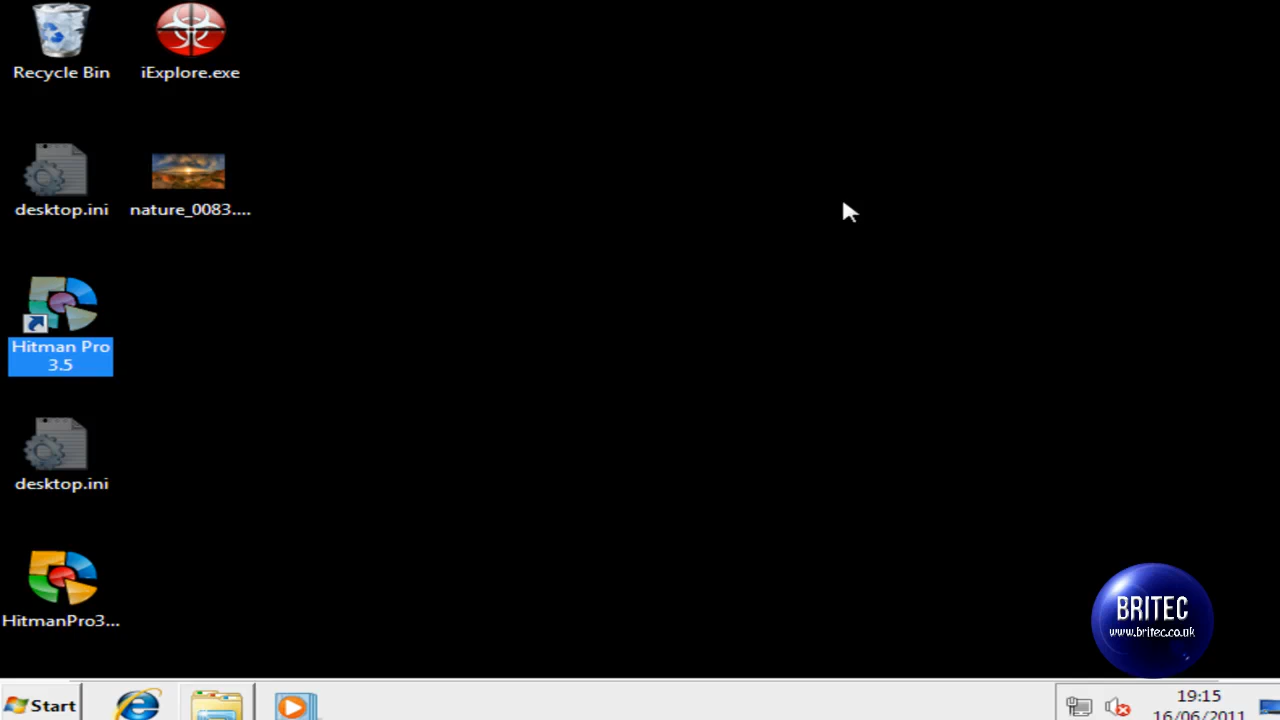 Recycle Bin
iExplore.exe
desktop.ini
nature_0083....
Hitman Pro
3.5
desktop.ini
HitmanPro3...
BRITEC
www.britec.co.uk
Start
19:15
16/06/2011